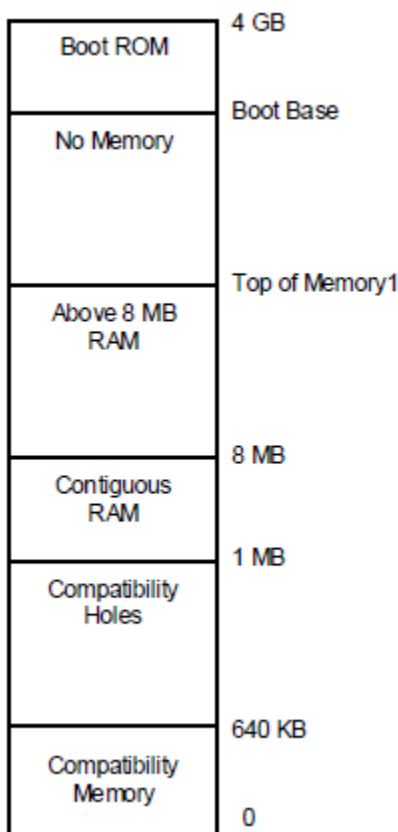 4 GB
Boot ROM
Boot Base
No Memory
Top of Memory1
Above 8 MB
RAM
8 MB
Contiguous
RAM
1 MB
Compatibility
Holes
640 KB
Compatibility
Memory
0